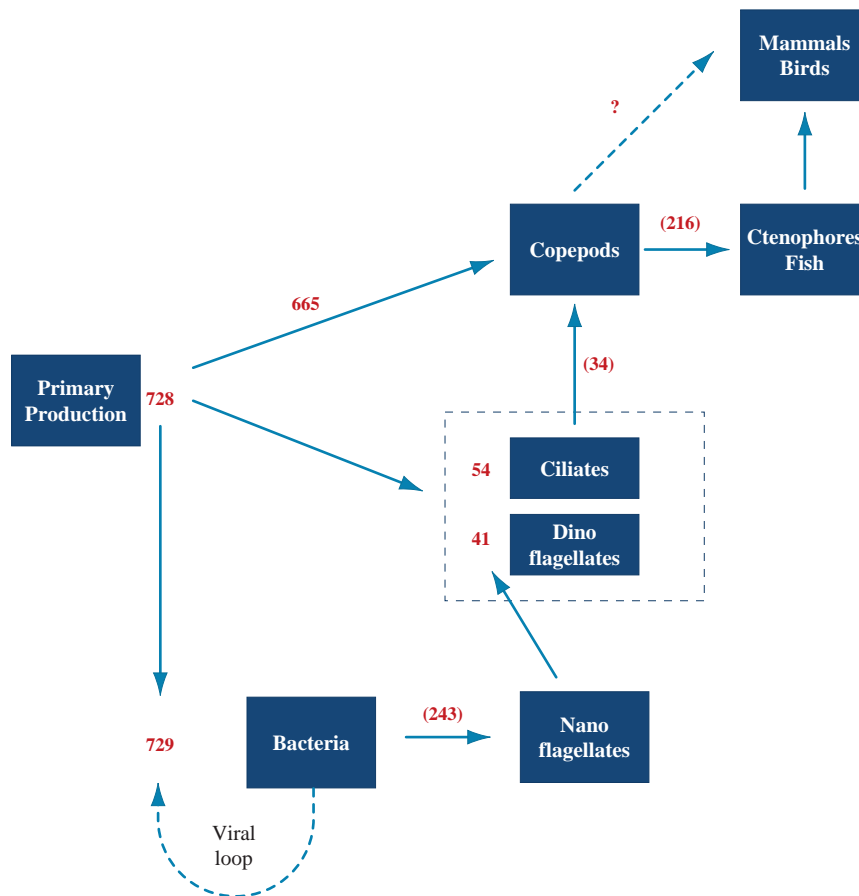 Mammals
Birds
?
Copepods
(216)
Ctenophores
Fish
665
(34)
Primary
Production
728
54
Ciliates
41
Dino
flagellates
729
Bacteria
(243)
Nano
flagellates
Viral
loop